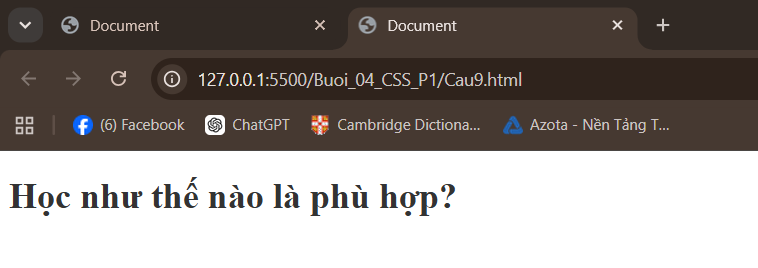 Document
Document
127.0.0.1:5500/Buoi_04_CSS_P1/Cau9.html
(6) Facebook
ChatGPT
Cambridge Dictiona...
Azota - Nền Tảng T...
Học như thế nào là phù hợp?